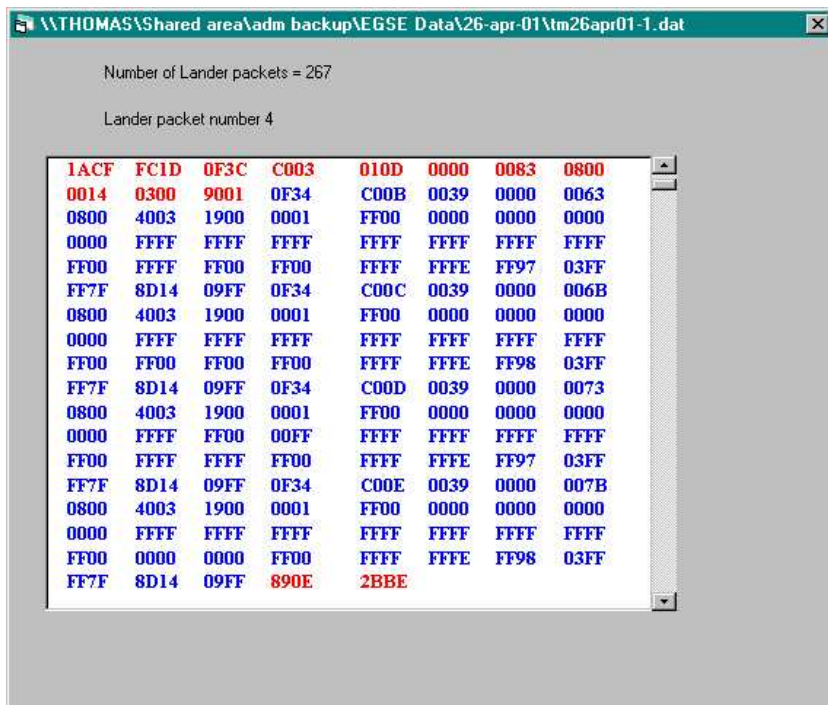 \\THOMAS\Shared area\adm backup\EGSE Data\26-apr-01\tm26apr01-1.dat
Number of Lander packets = 267
Lander packet number 4
1ACF FC1D 0F3C C003 010D 0000 0083 0800
0014 0300 9001 0F34 C00B 0039 0000 0063
0800 4003 1900 0001 FF00 0000 0000 0000
0000 FFFF FFFF FFFF FFFF FFFF FFFF FFFF
FF00 FFFF FF00 FF00 FFFF FFFE FF97 03FF
FF7F 8D14 09FF 0F34 C00C 0039 0000 006B
0800 4003 1900 0001 FF00 0000 0000 0000
0000 FFFF FFFF FFFF FFFF FFFF FFFF FFFF
FF00 FF00 FF00 FF00 FFFF FFFE FF98 03FF
FF7F 8D14 09FF 0F34 C00D 0039 0000 0073
0800 4003 1900 0001 FF00 0000 0000 0000
0000 FFFF FF00 00FF FFFF FFFF FFFF FFFF
FF00 FFFF FFFF FF00 FFFF FFFE FF97 03FF
FF7F 8D14 09FF 0F34 C00E 0039 0000 007B
0800 4003 1900 0001 FF00 0000 0000 0000
0000 FFFF FFFF FFFF FFFF FFFF FFFF FFFF
FF00 0000 0000 FF00 FFFF FFFE FF98 03FF
FF7F 8D14 09FF 890E 2BBE